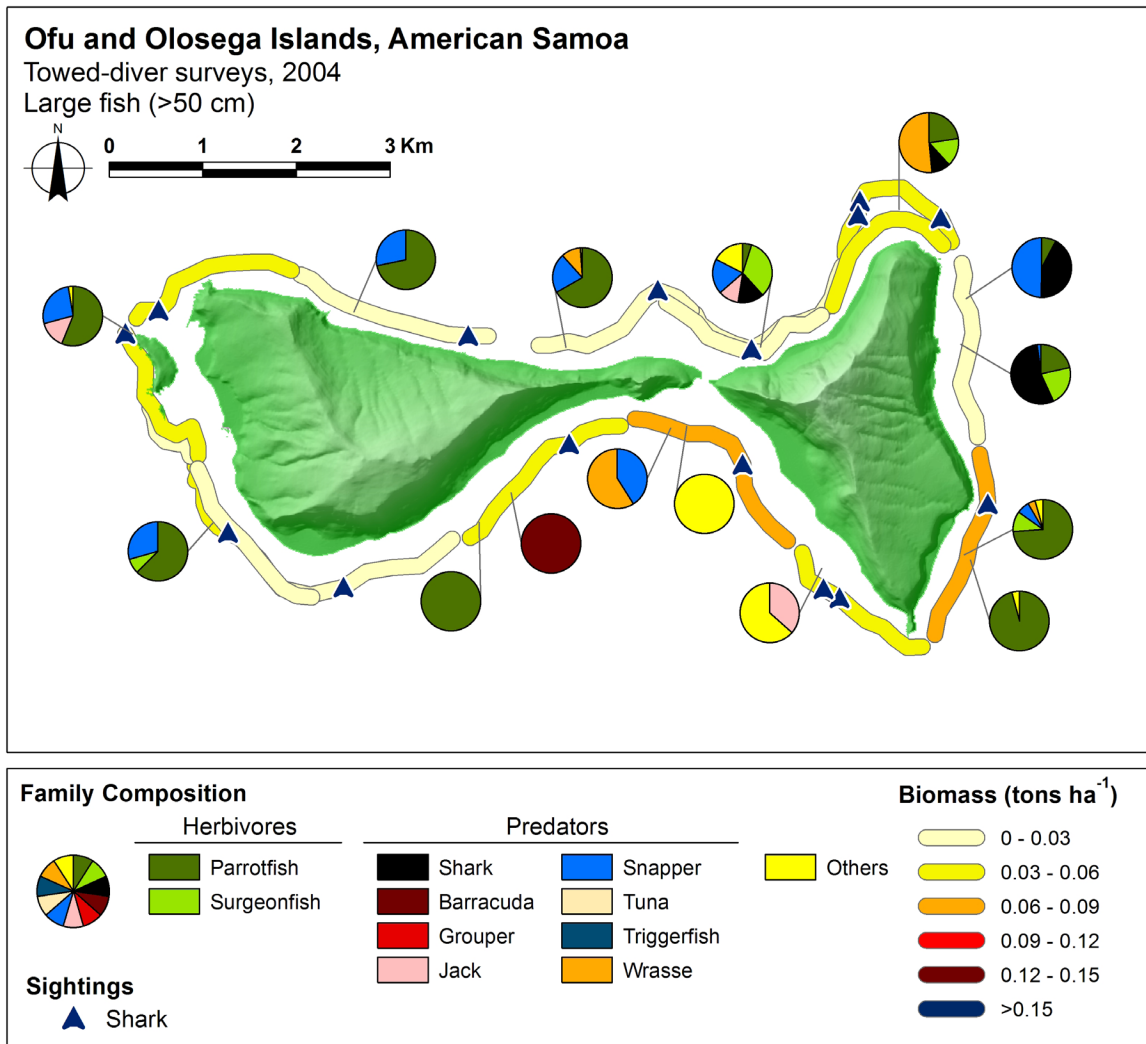 Ofu and Olosega Islands, American Samoa
Towed-diver surveys, 2004
Large fish (>50 cm)
N
0 1 2 3 Km
Family Composition
Herbivores
Parrotfish
Surgeonfish
Predators
Shark
Barracuda
Grouper
Jack
Snapper
Tuna
Triggerfish
Wrasse
Others
Sightings
Shark
Biomass (tons ha⁻¹)
0 - 0.03
0.03 - 0.06
0.06 - 0.09
0.09 - 0.12
0.12 - 0.15
>0.15